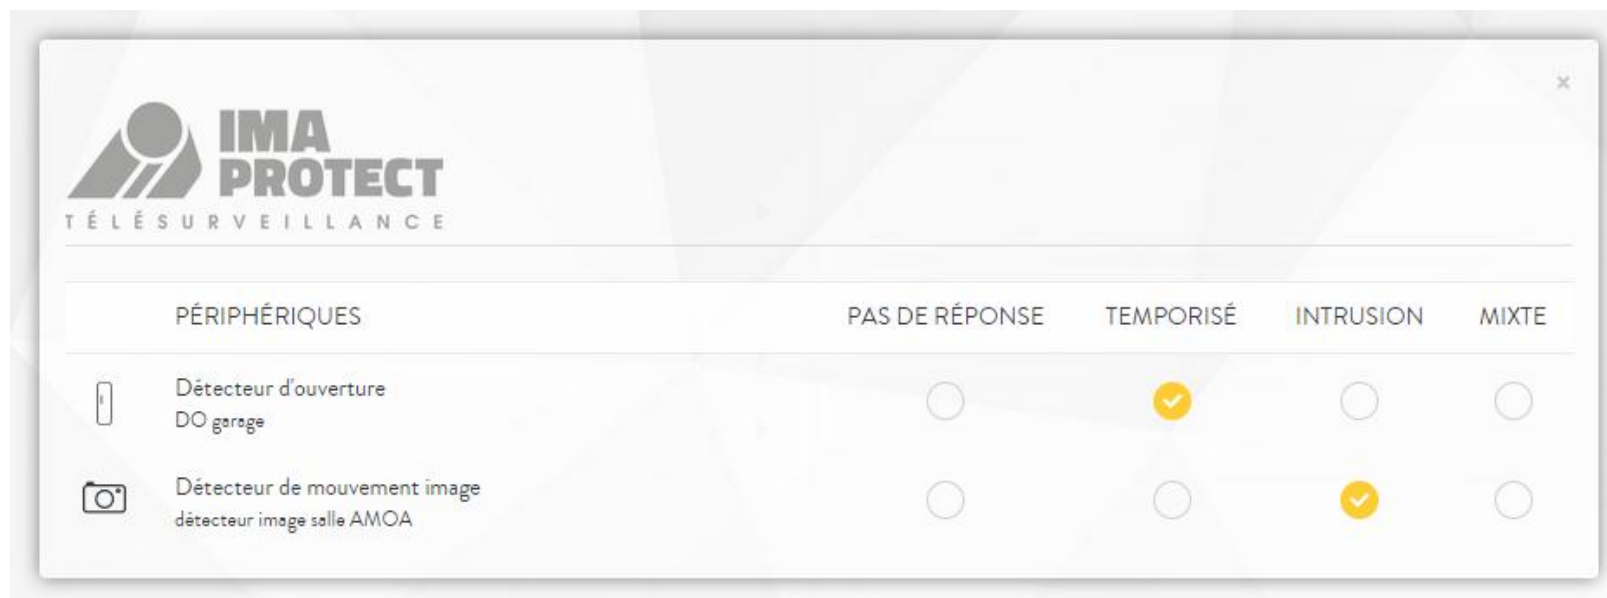 ×
IMA
PROTECT
TÉLÉSURVEILLANCE
PÉRIPHÉRIQUES PAS DE RÉPONSE TEMPORISÉ INTRUSION MIXTE
Détecteur d'ouverture
DO garage
Détecteur de mouvement image
détecteur image salle AMOA